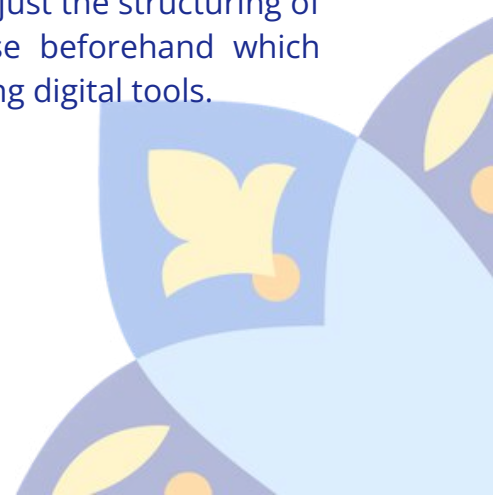 just the structuring of
se beforehand which
ng digital tools.